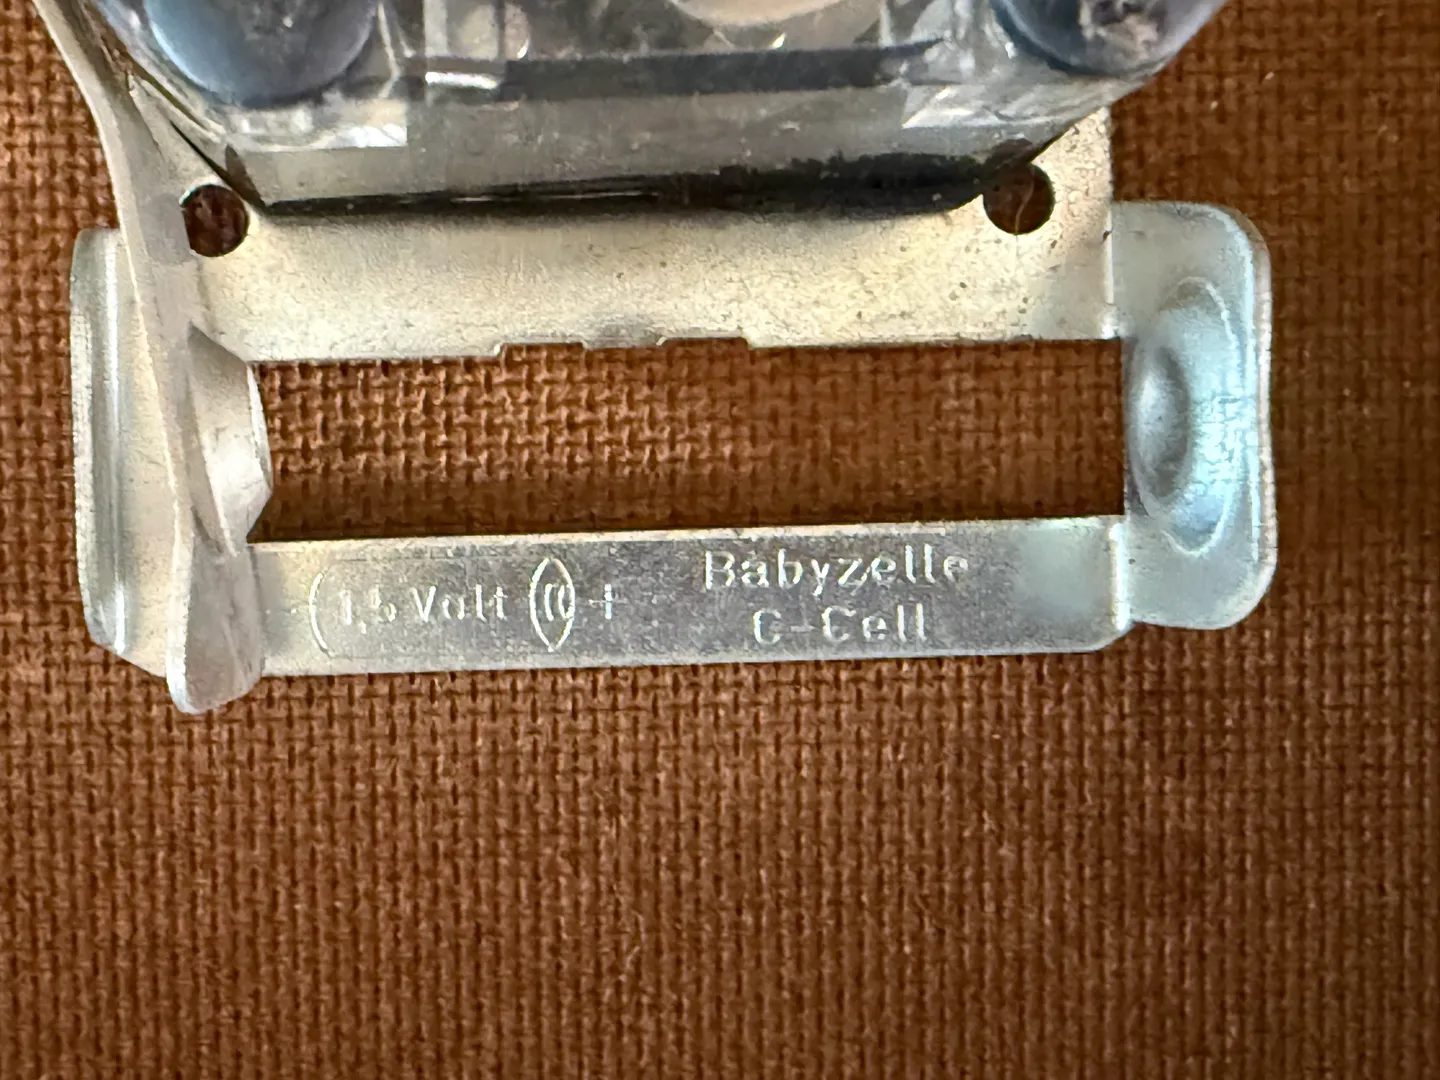 - 1,5 Volt +
Babyzelle
C-Cell